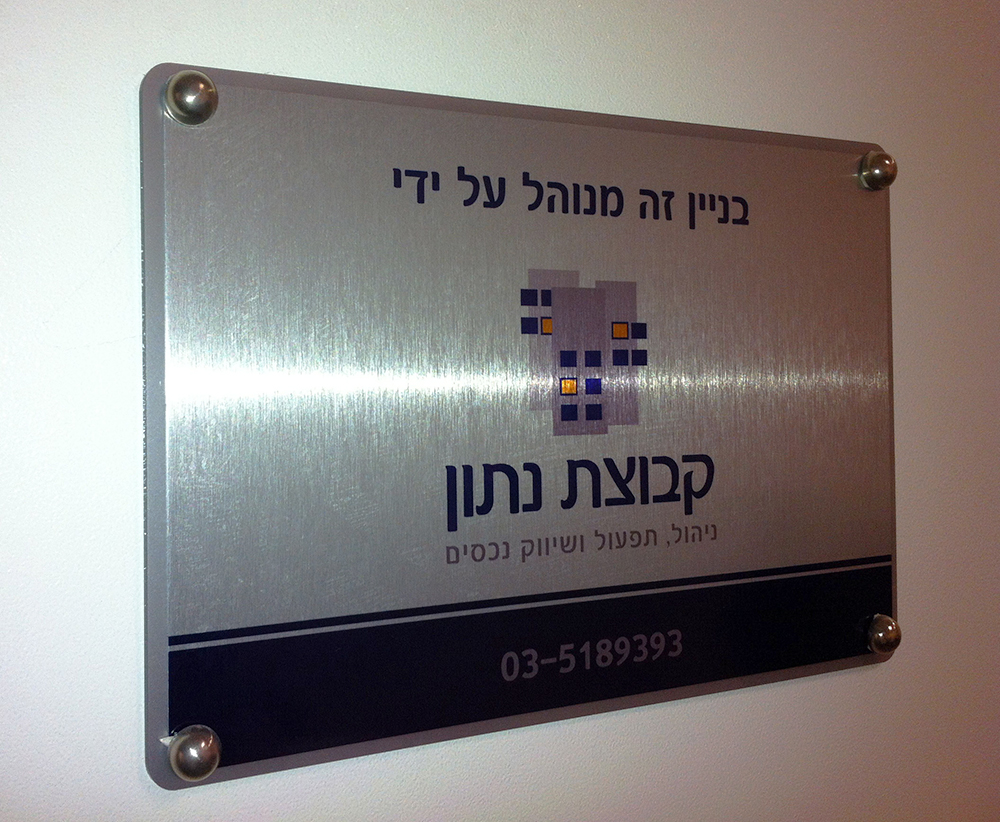 בניין זה מנוהל על ידי
קבוצת נתון
ניהול, תפעול ושיווק נכסים
03-5189393